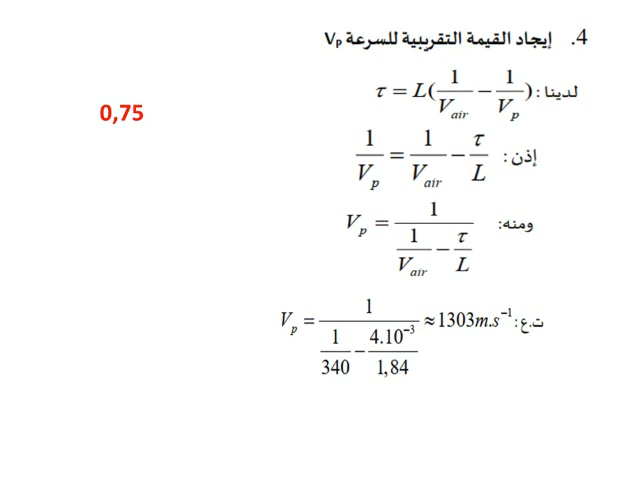 4. إيجاد القيمة التقريبية للسرعة Vₚ
لدينا: τ = L(1/V_air − 1/V_p)
0,75
إذن: 1/V_p = 1/V_air − τ/L
ومنه: V_p = 1/(1/V_air − τ/L)
ت.ع: V_p = 1/(1/340 − 4.10⁻³/1,84) ≈ 1303m.s⁻¹